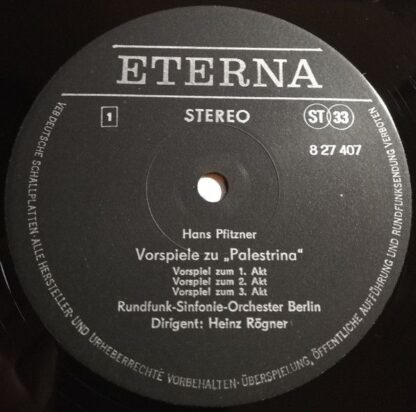 ETERNA
1
STEREO
ST 33
8 27 407
Hans Pfitzner
Vorspiele zu „Palestrina“
Vorspiel zum 1. Akt
Vorspiel zum 2. Akt
Vorspiel zum 3. Akt
Rundfunk-Sinfonie-Orchester Berlin
Dirigent: Heinz Rögner
VEB DEUTSCHE SCHALLPLATTEN · ALLE HERSTELLER- UND URHEBERRECHTE VORBEHALTEN · ÜBERSPIELUNG, ÖFFENTLICHE AUFFÜHRUNG UND RUNDFUNKSENDUNG VERBOTEN